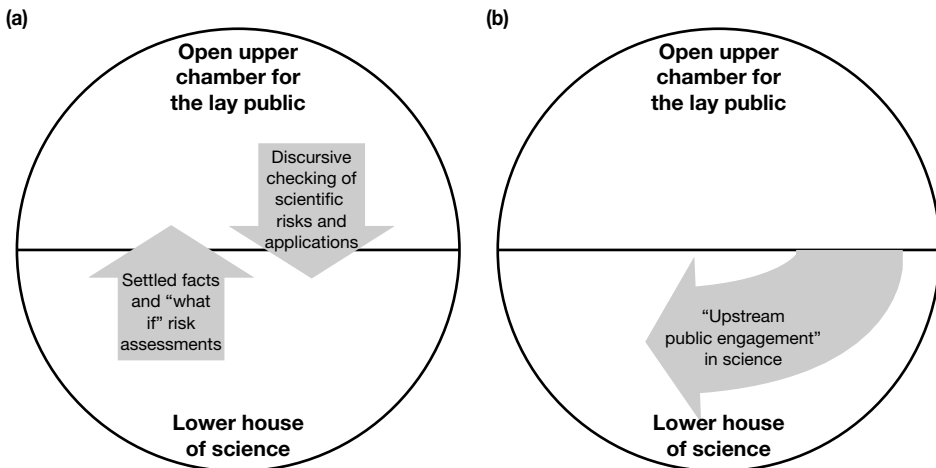 (a)
Open upper
chamber for
the lay public
Discursive
checking of
scientific
risks and
applications
Settled facts
and “what
if” risk
assessments
Lower house
of science
(b)
Open upper
chamber for
the lay public
“Upstream
public engagement”
in science
Lower house
of science